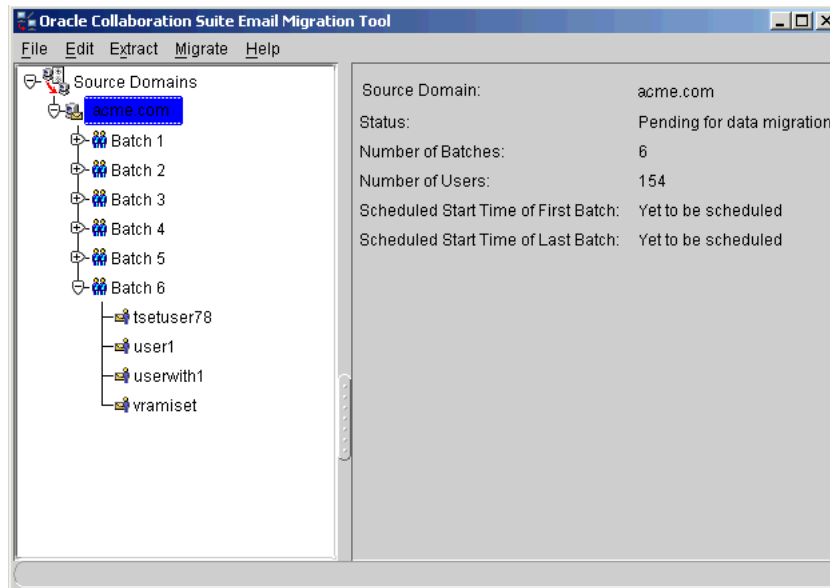 Oracle Collaboration Suite Email Migration Tool
File Edit Extract Migrate Help
Source Domains
acme.com
Batch 1
Batch 2
Batch 3
Batch 4
Batch 5
Batch 6
tsetuser78
user1
userwith1
vramiset
Source Domain: acme.com
Status: Pending for data migration
Number of Batches: 6
Number of Users: 154
Scheduled Start Time of First Batch: Yet to be scheduled
Scheduled Start Time of Last Batch: Yet to be scheduled